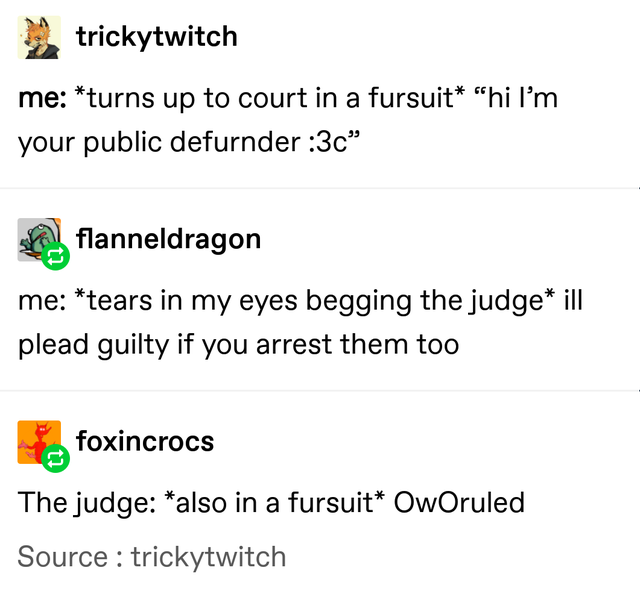 trickytwitch
me: *turns up to court in a fursuit* “hi I’m
your public defurnder :3c”
flanneldragon
me: *tears in my eyes begging the judge* ill
plead guilty if you arrest them too
foxincrocs
The judge: *also in a fursuit* OwOruled
Source : trickytwitch